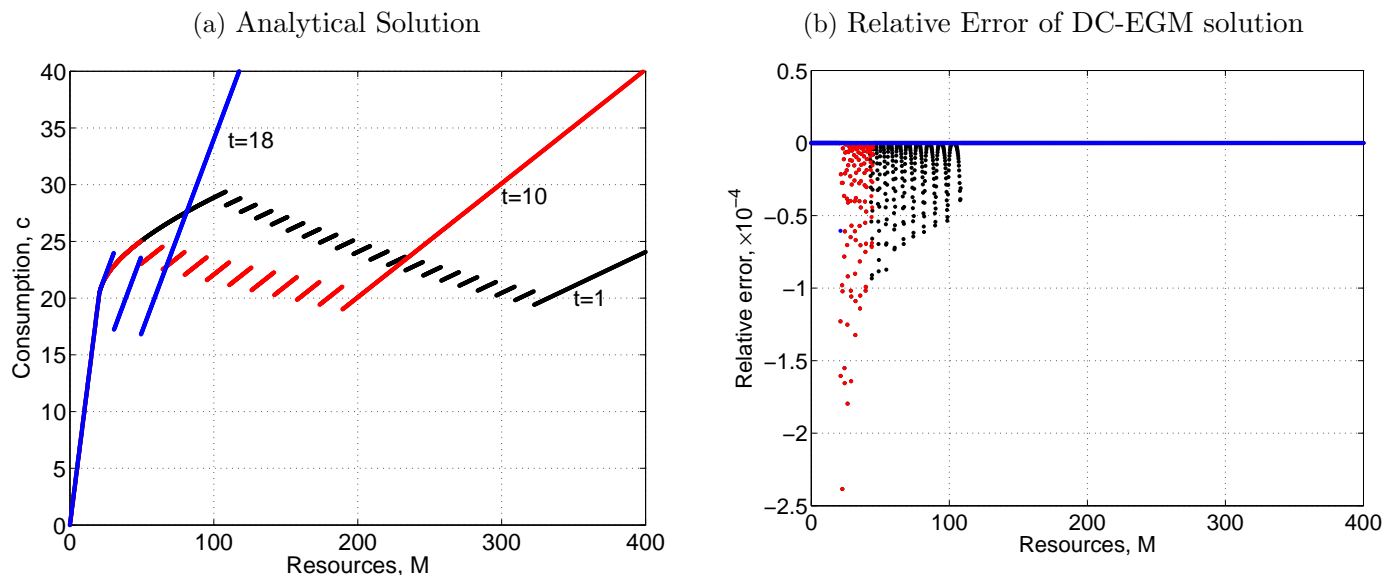 (a) Analytical Solution
40
35
30
25
20
15
10
5
0
Consumption, c
0 100 200 300 400
Resources, M
t=18
t=10
t=1
(b) Relative Error of DC-EGM solution
0.5
0
−0.5
−1
−1.5
−2
−2.5
Relative error, ×10⁻⁴
0 100 200 300 400
Resources, M